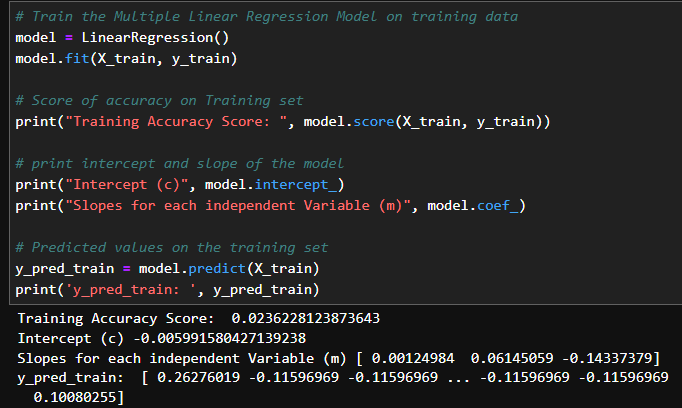 # Train the Multiple Linear Regression Model on training data
model = LinearRegression()
model.fit(X_train, y_train)
# Score of accuracy on Training set
print("Training Accuracy Score: ", model.score(X_train, y_train))
# print intercept and slope of the model
print("Intercept (c)", model.intercept_)
print("Slopes for each independent Variable (m)", model.coef_)
# Predicted values on the training set
y_pred_train = model.predict(X_train)
print('y_pred_train: ', y_pred_train)
Training Accuracy Score:  0.0236228123873643
Intercept (c) -0.005991580427139238
Slopes for each independent Variable (m) [ 0.00124984  0.06145059 -0.14337379]
y_pred_train:  [ 0.26276019 -0.11596969 -0.11596969 ... -0.11596969 -0.11596969
  0.10080255]